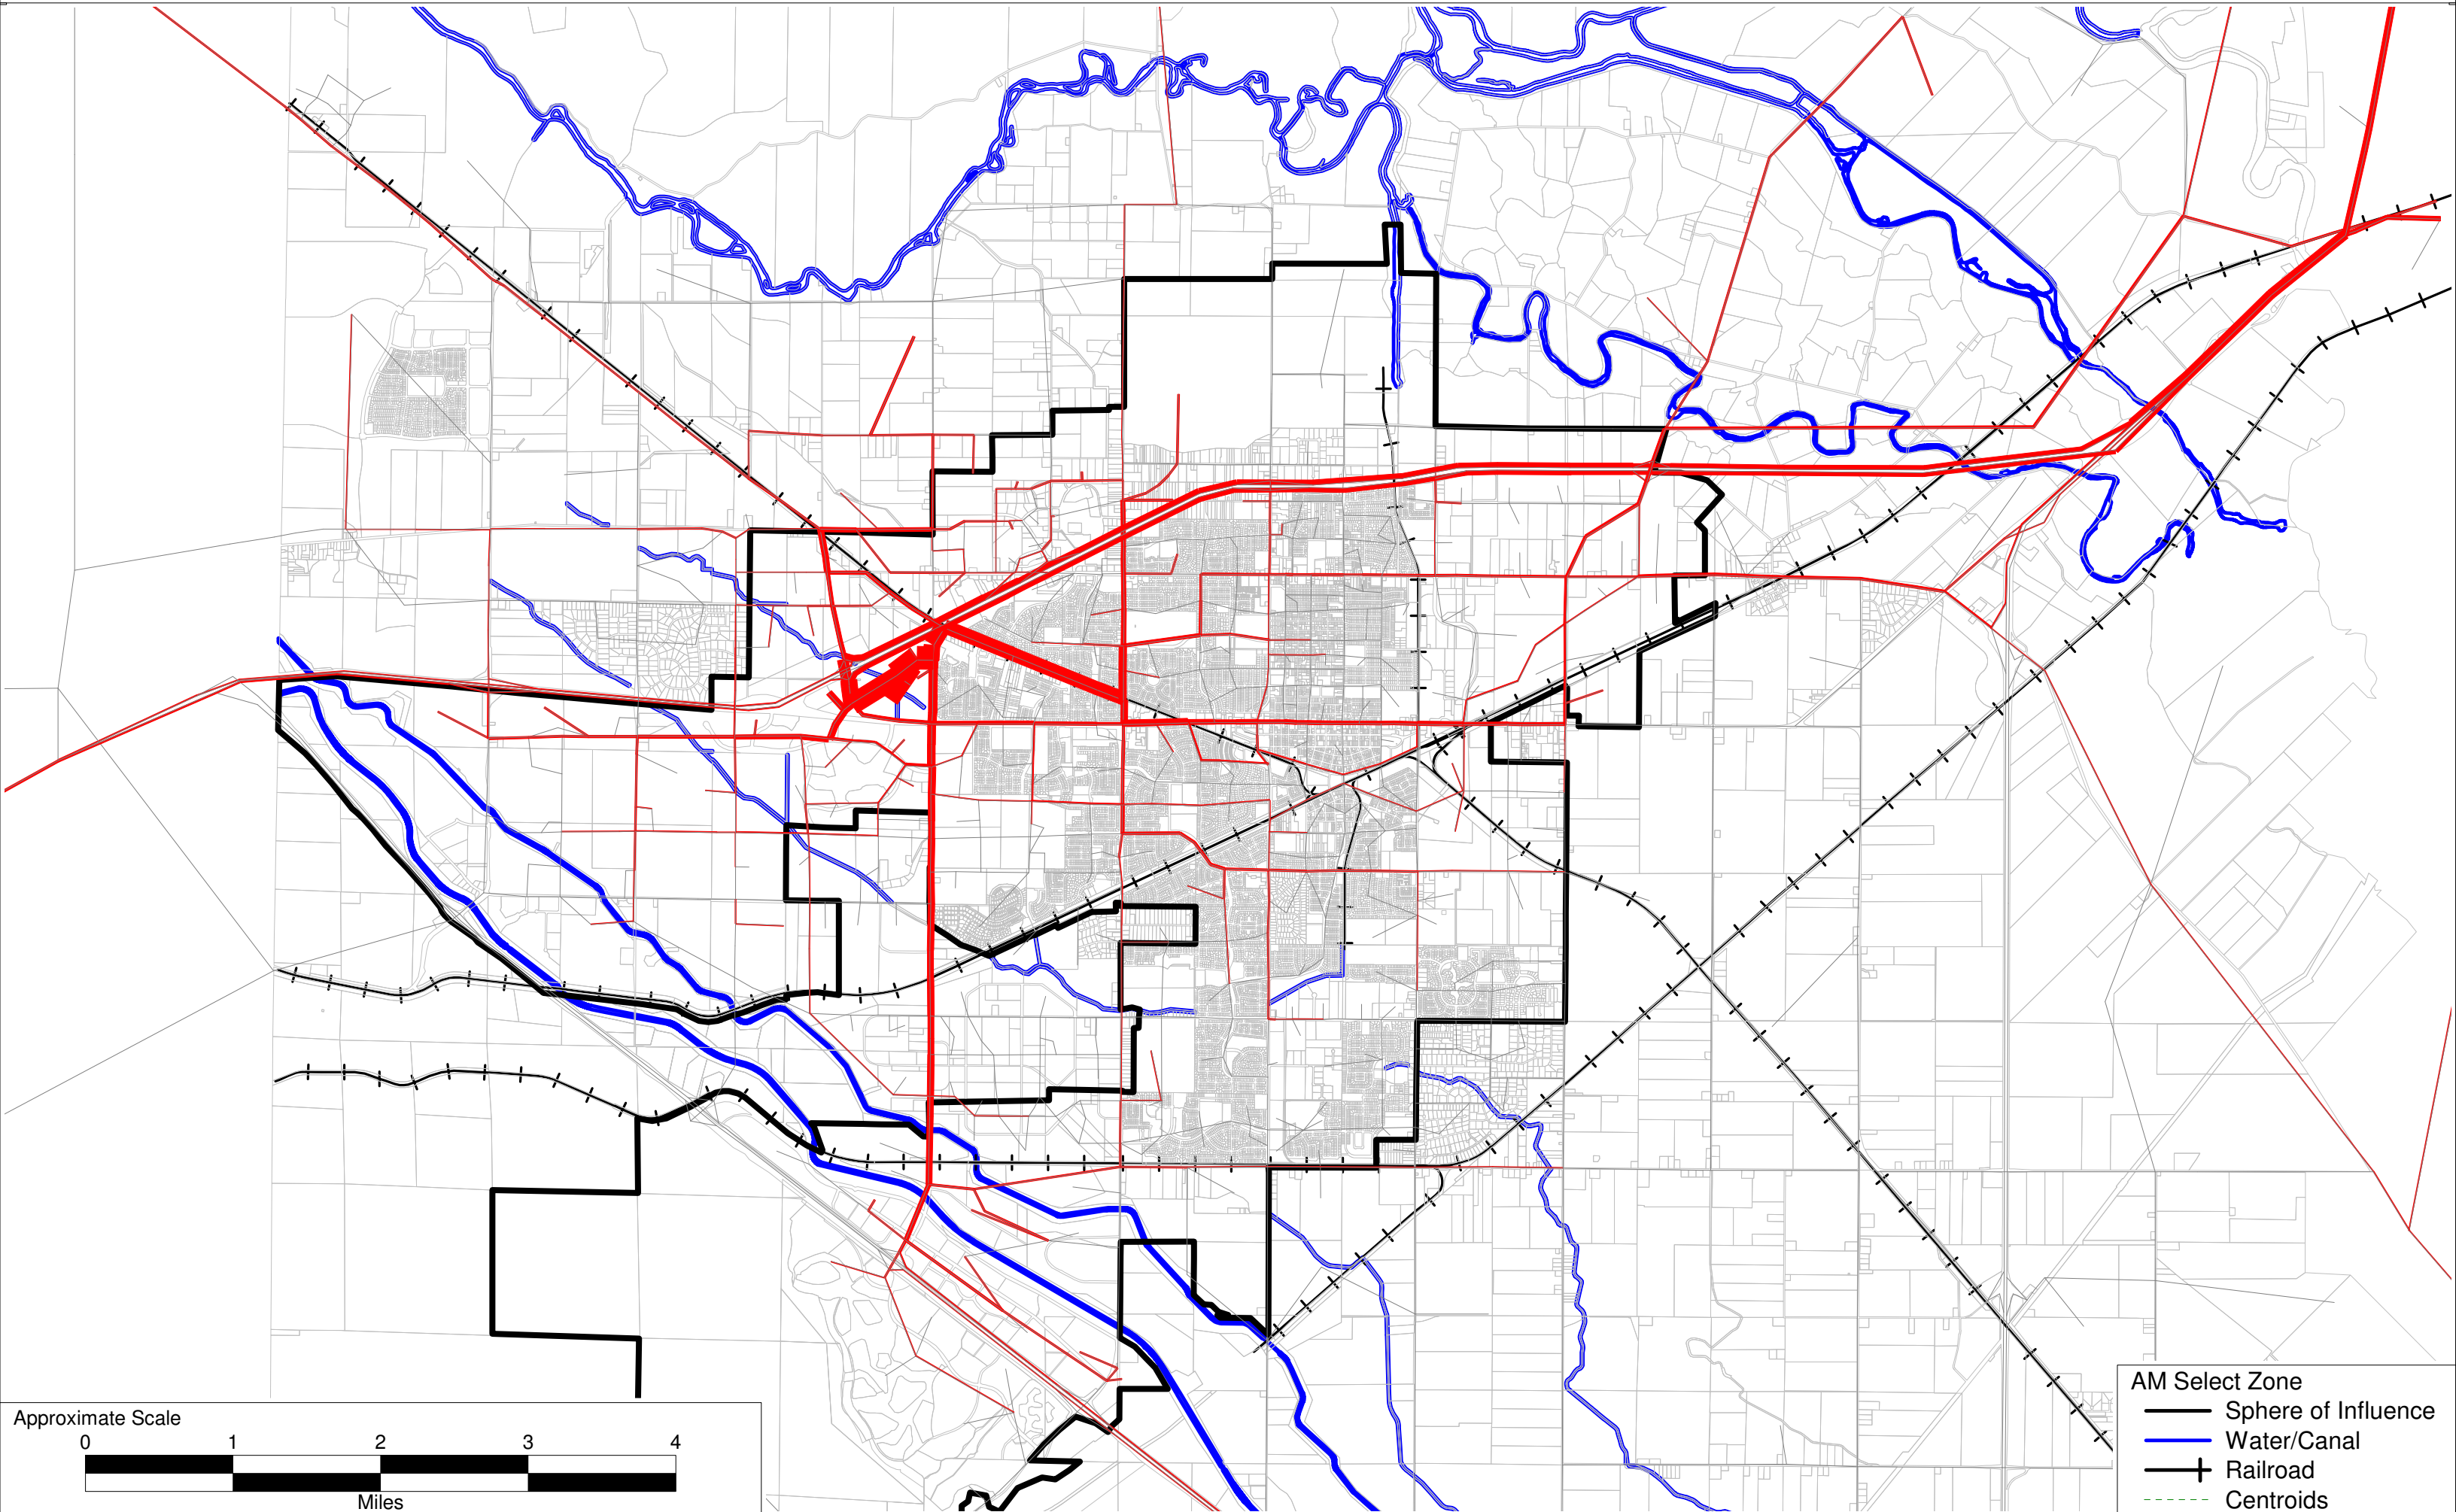 Approximate Scale
0 1 2 3 4
Miles
AM Select Zone
Sphere of Influence
Water/Canal
Railroad
Centroids